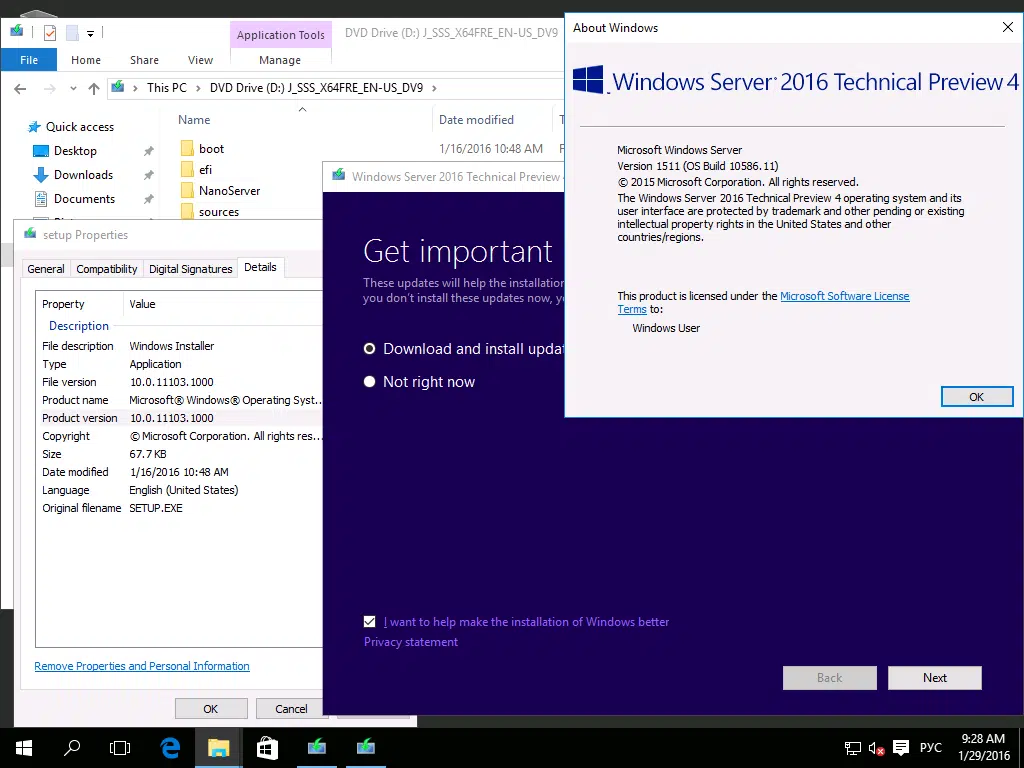 Application Tools
DVD Drive (D:) J_SSS_X64FRE_EN-US_DV9
File
Home
Share
View
Manage
This PC
DVD Drive (D:) J_SSS_X64FRE_EN-US_DV9
Quick access
Desktop
Downloads
Documents
Name
Date modified
boot
1/16/2016 10:48 AM
efi
NanoServer
sources
setup Properties
General
Compatibility
Digital Signatures
Details
Property
Value
Description
File description
Windows Installer
Type
Application
File version
10.0.11103.1000
Product name
Microsoft® Windows® Operating Syst...
Product version
10.0.11103.1000
Copyright
© Microsoft Corporation. All rights res...
Size
67.7 KB
Date modified
1/16/2016 10:48 AM
Language
English (United States)
Original filename
SETUP.EXE
Remove Properties and Personal Information
OK
Cancel
Windows Server 2016 Technical Preview
Get important
These updates will help the installation
you don't install these updates now, y
Download and install updat
Not right now
I want to help make the installation of Windows better
Privacy statement
Back
Next
About Windows
Windows Server® 2016 Technical Preview 4
Microsoft Windows Server
Version 1511 (OS Build 10586.11)
© 2015 Microsoft Corporation. All rights reserved.
The Windows Server 2016 Technical Preview 4 operating system and its
user interface are protected by trademark and other pending or existing
intellectual property rights in the United States and other
countries/regions.
This product is licensed under the Microsoft Software License
Terms to:
Windows User
OK
РУС
9:28 AM
1/29/2016